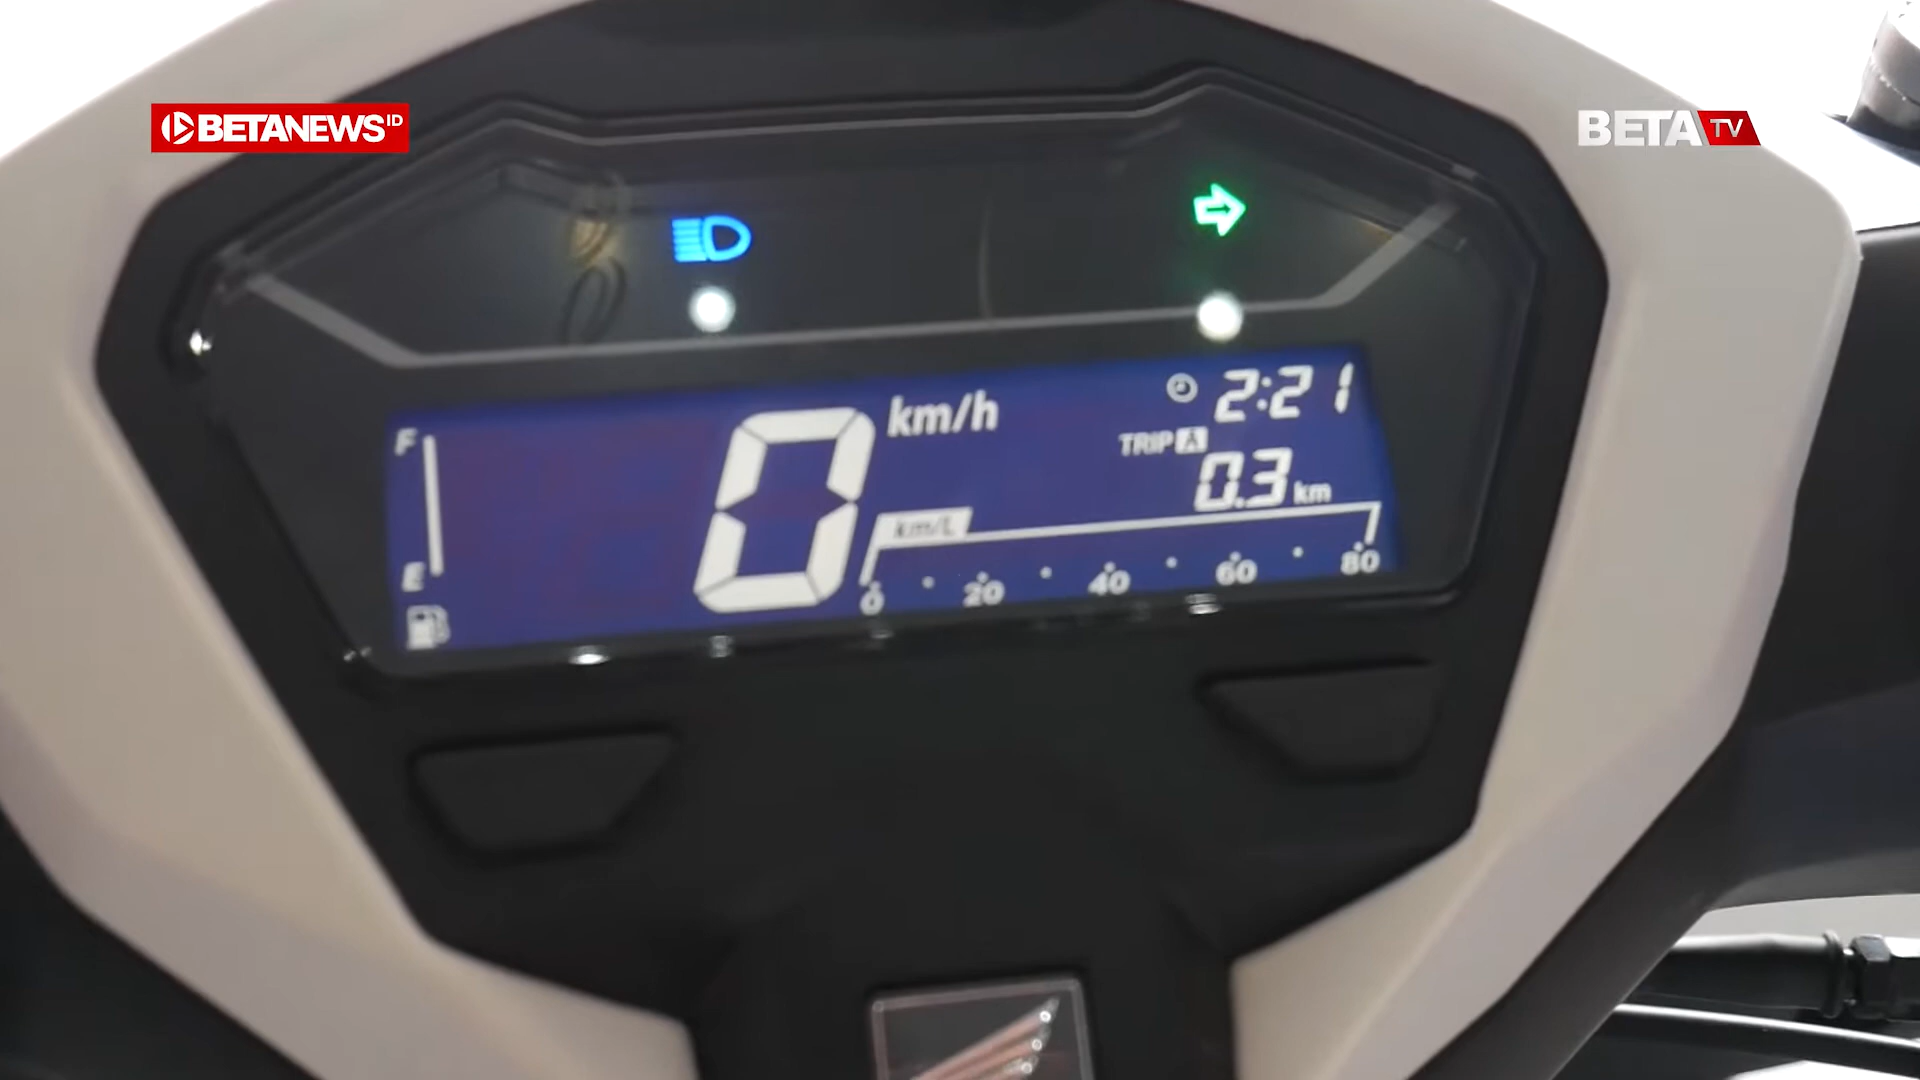 BETANEWS ID
BETA TV
km/h
2:21
TRIP A
0.3 km
F
E
km/L
0 20 40 60 80
0